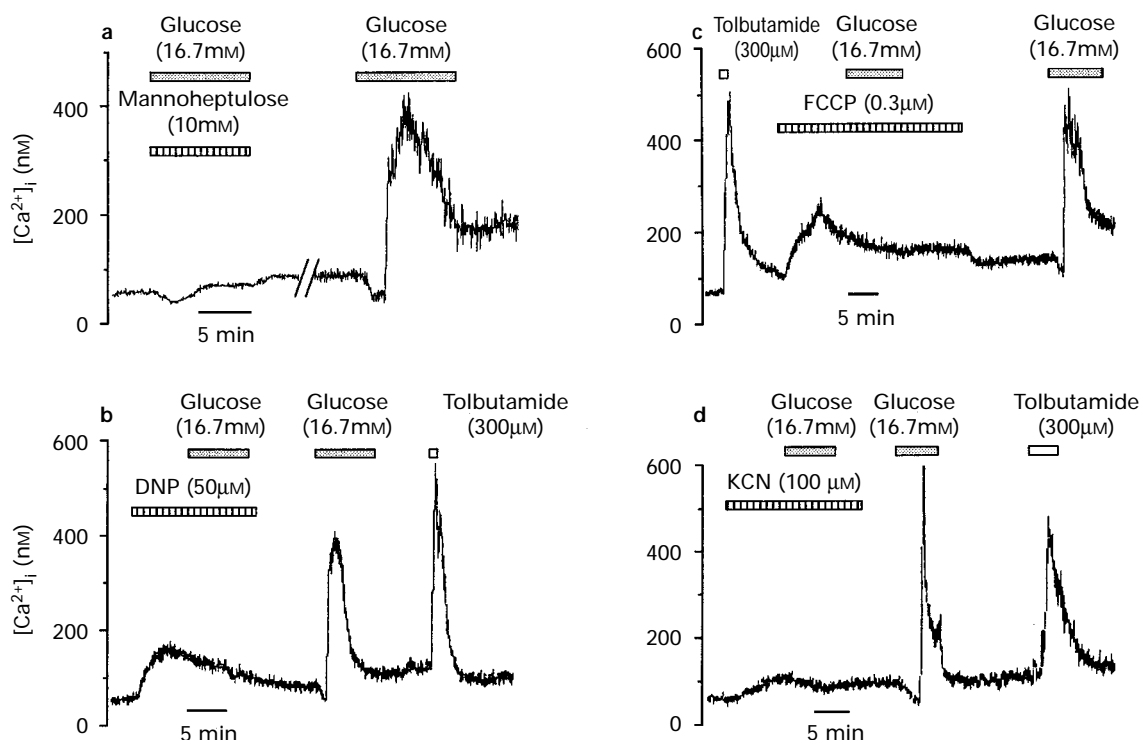 a
Glucose
(16.7mM)
Glucose
(16.7mM)
Mannoheptulose
(10mM)
400
200
0
[Ca²⁺]ᵢ (nM)
5 min
c
Tolbutamide
(300µM)
Glucose
(16.7mM)
Glucose
(16.7mM)
FCCP (0.3µM)
600
400
200
0
5 min
b
Glucose
(16.7mM)
Glucose
(16.7mM)
Tolbutamide
(300µM)
DNP (50µM)
600
400
200
0
[Ca²⁺]ᵢ (nM)
5 min
d
Glucose
(16.7mM)
Glucose
(16.7mM)
Tolbutamide
(300µM)
KCN (100 µM)
600
400
200
0
5 min